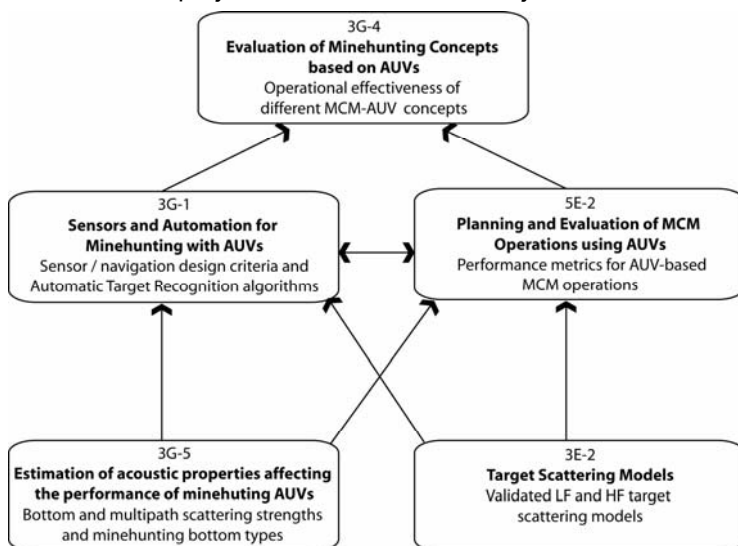 3G-4
Evaluation of Minehunting Concepts
based on AUVs
Operational effectiveness of
different MCM-AUV concepts
3G-1
Sensors and Automation for
Minehunting with AUVs
Sensor / navigation design criteria and
Automatic Target Recognition algorithms
5E-2
Planning and Evaluation of MCM
Operations using AUVs
Performance metrics for AUV-based
MCM operations
3G-5
Estimation of acoustic properties affecting
the performance of minehuting AUVs
Bottom and multipath scattering strengths
and minehunting bottom types
3E-2
Target Scattering Models
Validated LF and HF target
scattering models